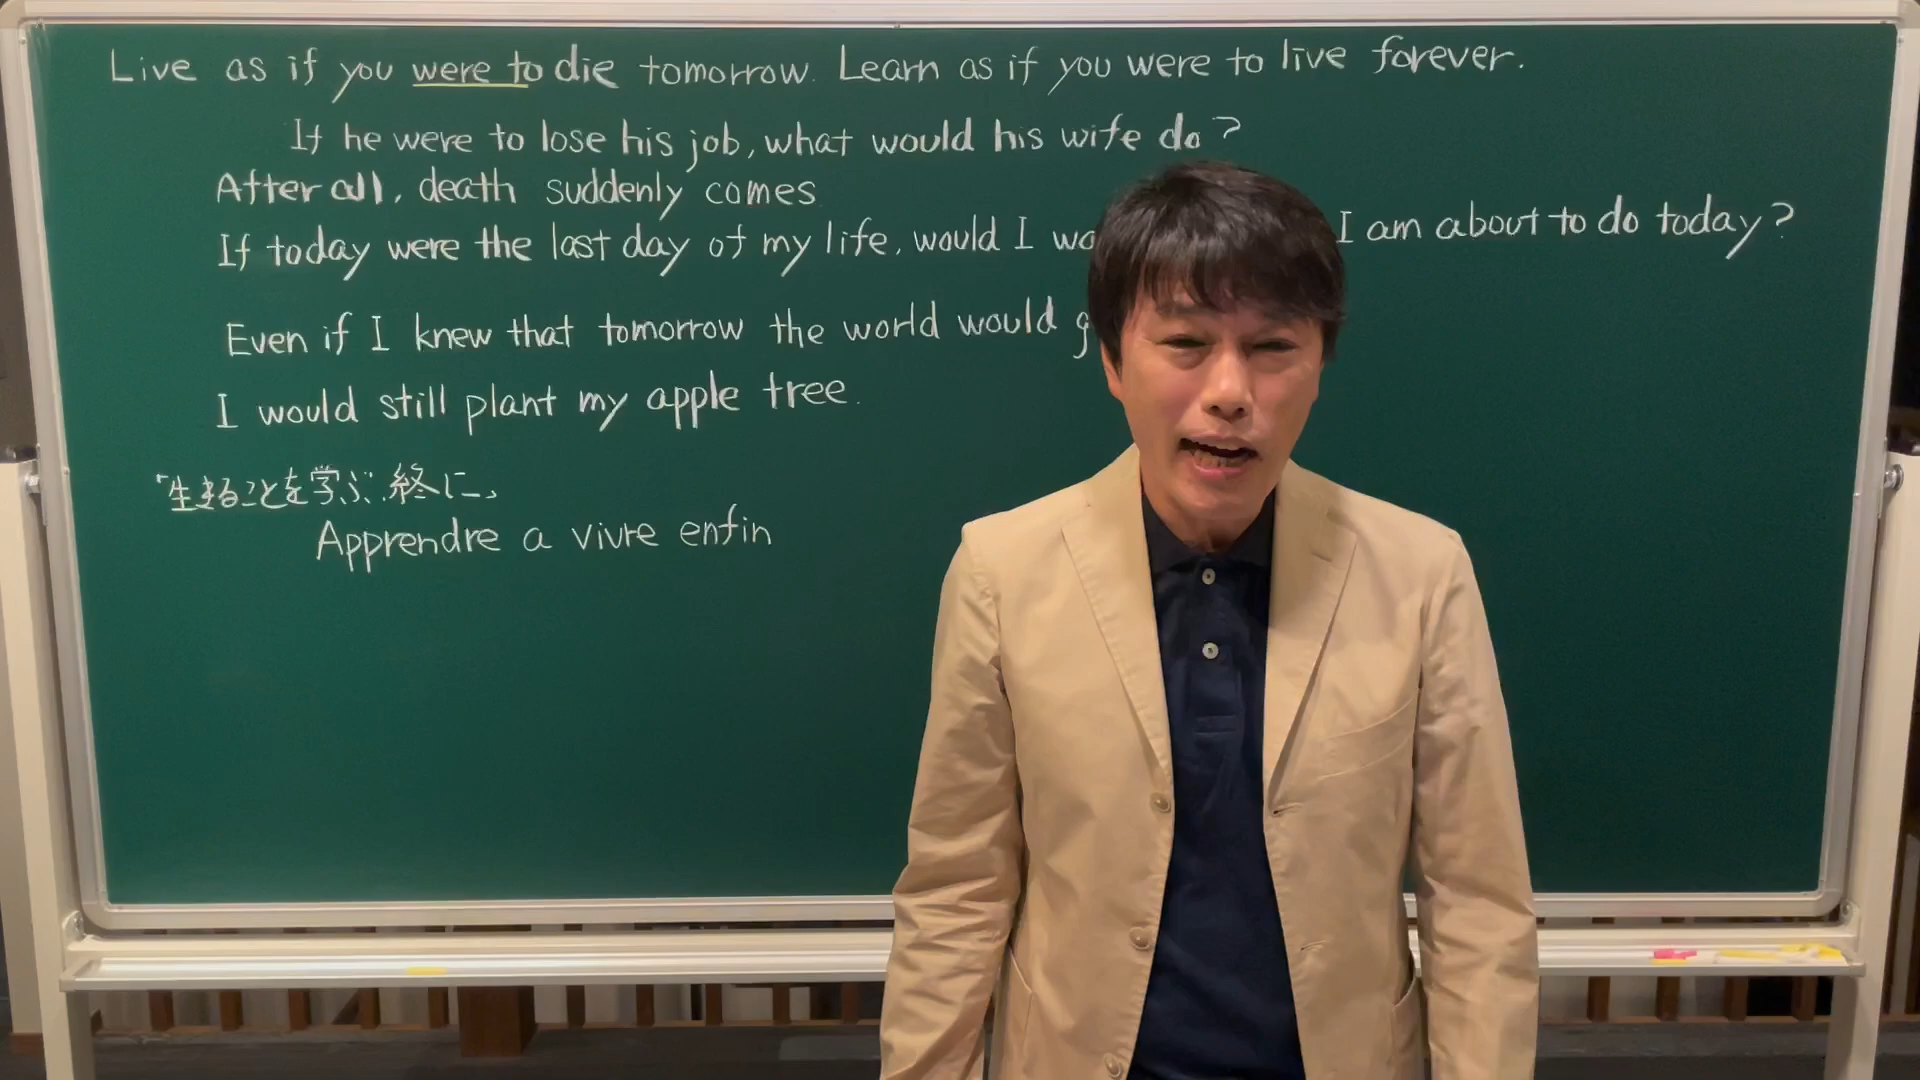 Live as if you were to die tomorrow. Learn as if you were to live forever.
If he were to lose his job, what would his wife do?
After all, death suddenly comes
If today were the last day of my life, would I I am about to do today?
Even if I knew that tomorrow the world would
I would still plant my apple tree.
「生きることを学ぶ、終に」
Apprendre a vivre enfin